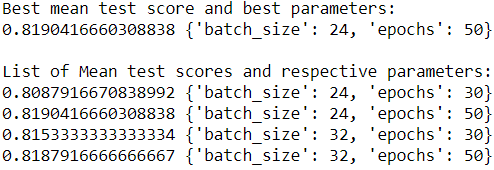 Best mean test score and best parameters:
0.8190416660308838 {'batch_size': 24, 'epochs': 50}
List of Mean test scores and respective parameters:
0.8087916670838992 {'batch_size': 24, 'epochs': 30}
0.8190416660308838 {'batch_size': 24, 'epochs': 50}
0.8153333333333334 {'batch_size': 32, 'epochs': 30}
0.8187916666666667 {'batch_size': 32, 'epochs': 50}